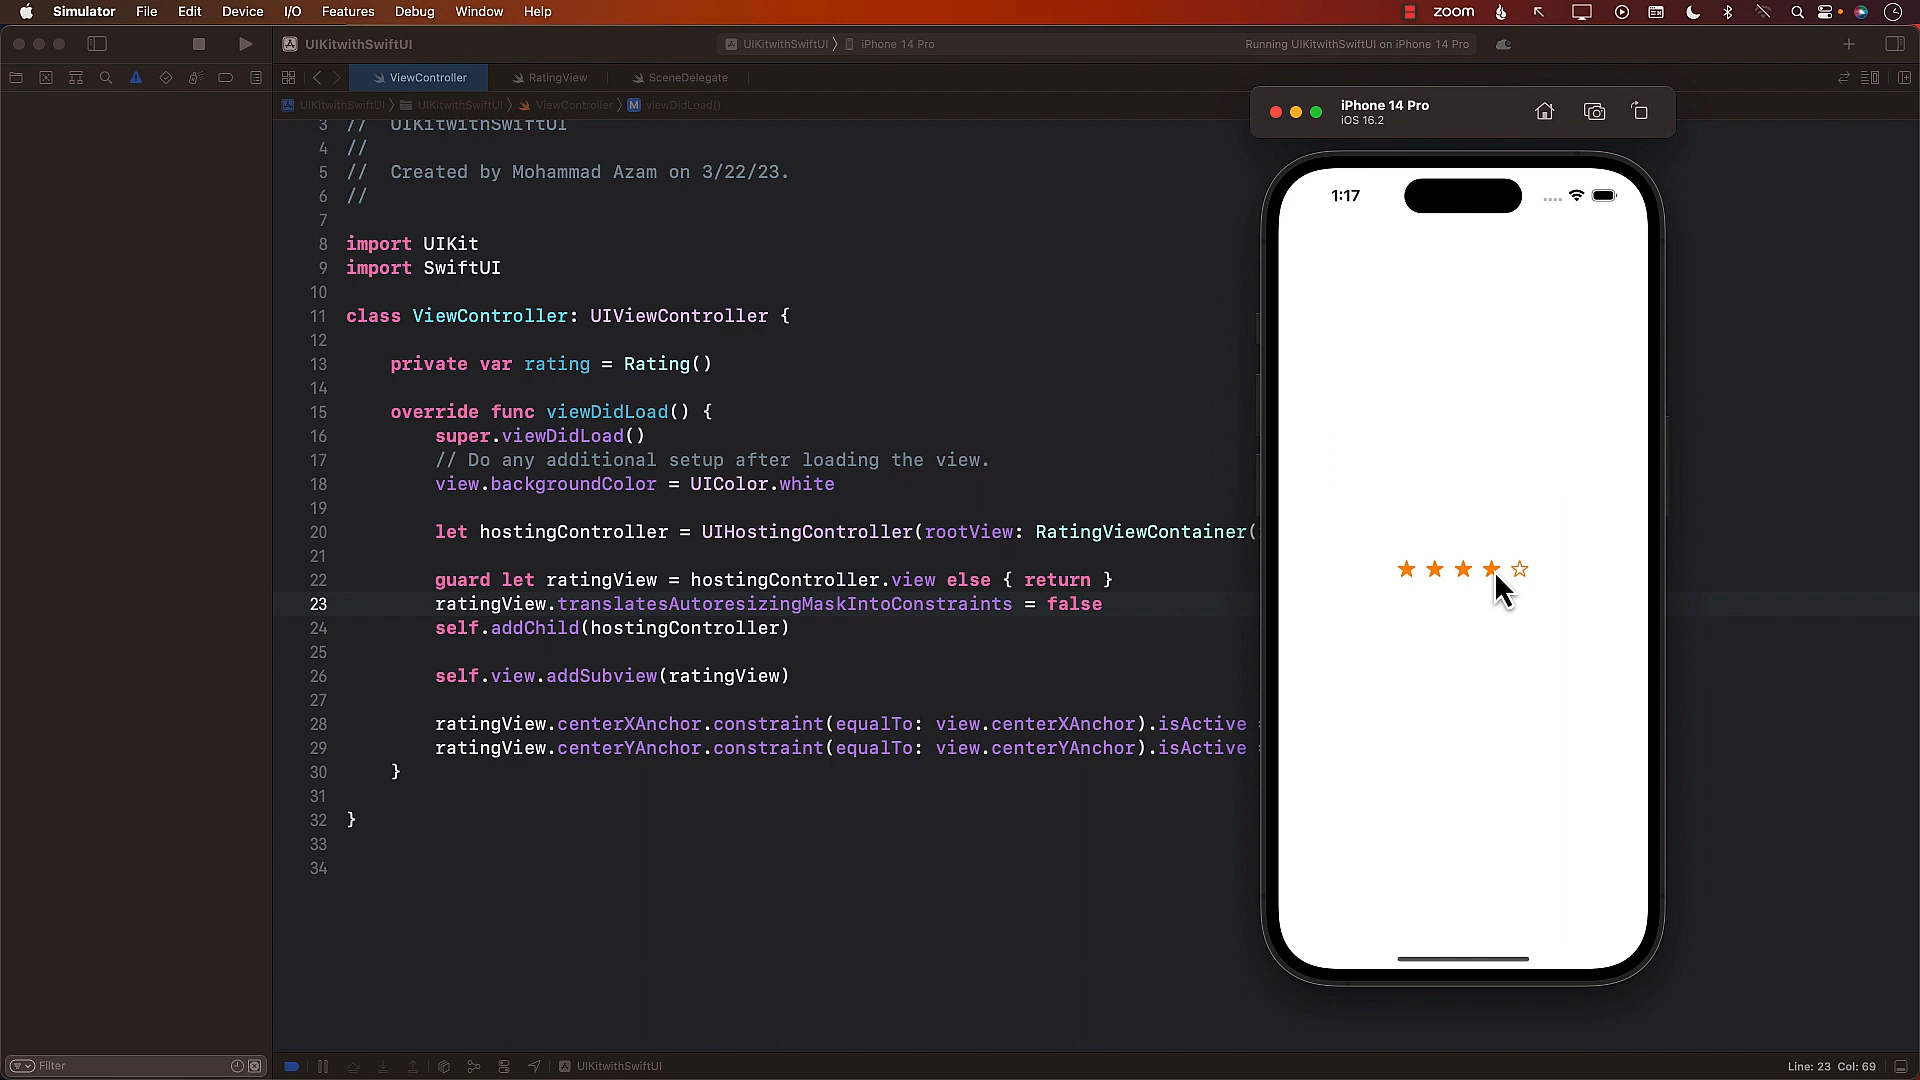 Simulator File Edit Device I/O Features Debug Window Help zoom
UIKitwithSwiftUI
UIKitwithSwiftUI iPhone 14 Pro
Running UIKitwithSwiftUI on iPhone 14 Pro
ViewController RatingView SceneDelegate
UIKitwithSwiftUI UIKitwithSwiftUI ViewController M viewDidLoad()
3 // UIKitwithSwiftUI
4 //
5 // Created by Mohammad Azam on 3/22/23.
6 //
7
8 import UIKit
9 import SwiftUI
10
11 class ViewController: UIViewController {
12
13 private var rating = Rating()
14
15 override func viewDidLoad() {
16 super.viewDidLoad()
17 // Do any additional setup after loading the view.
18 view.backgroundColor = UIColor.white
19
20 let hostingController = UIHostingController(rootView: RatingViewContainer(
21
22 guard let ratingView = hostingController.view else { return }
23 ratingView.translatesAutoresizingMaskIntoConstraints = false
24 self.addChild(hostingController)
25
26 self.view.addSubview(ratingView)
27
28 ratingView.centerXAnchor.constraint(equalTo: view.centerXAnchor).isActive =
29 ratingView.centerYAnchor.constraint(equalTo: view.centerYAnchor).isActive =
30 }
31
32 }
33
34
iPhone 14 Pro
iOS 16.2
1:17
Filter
UIKitwithSwiftUI
Line: 23 Col: 69